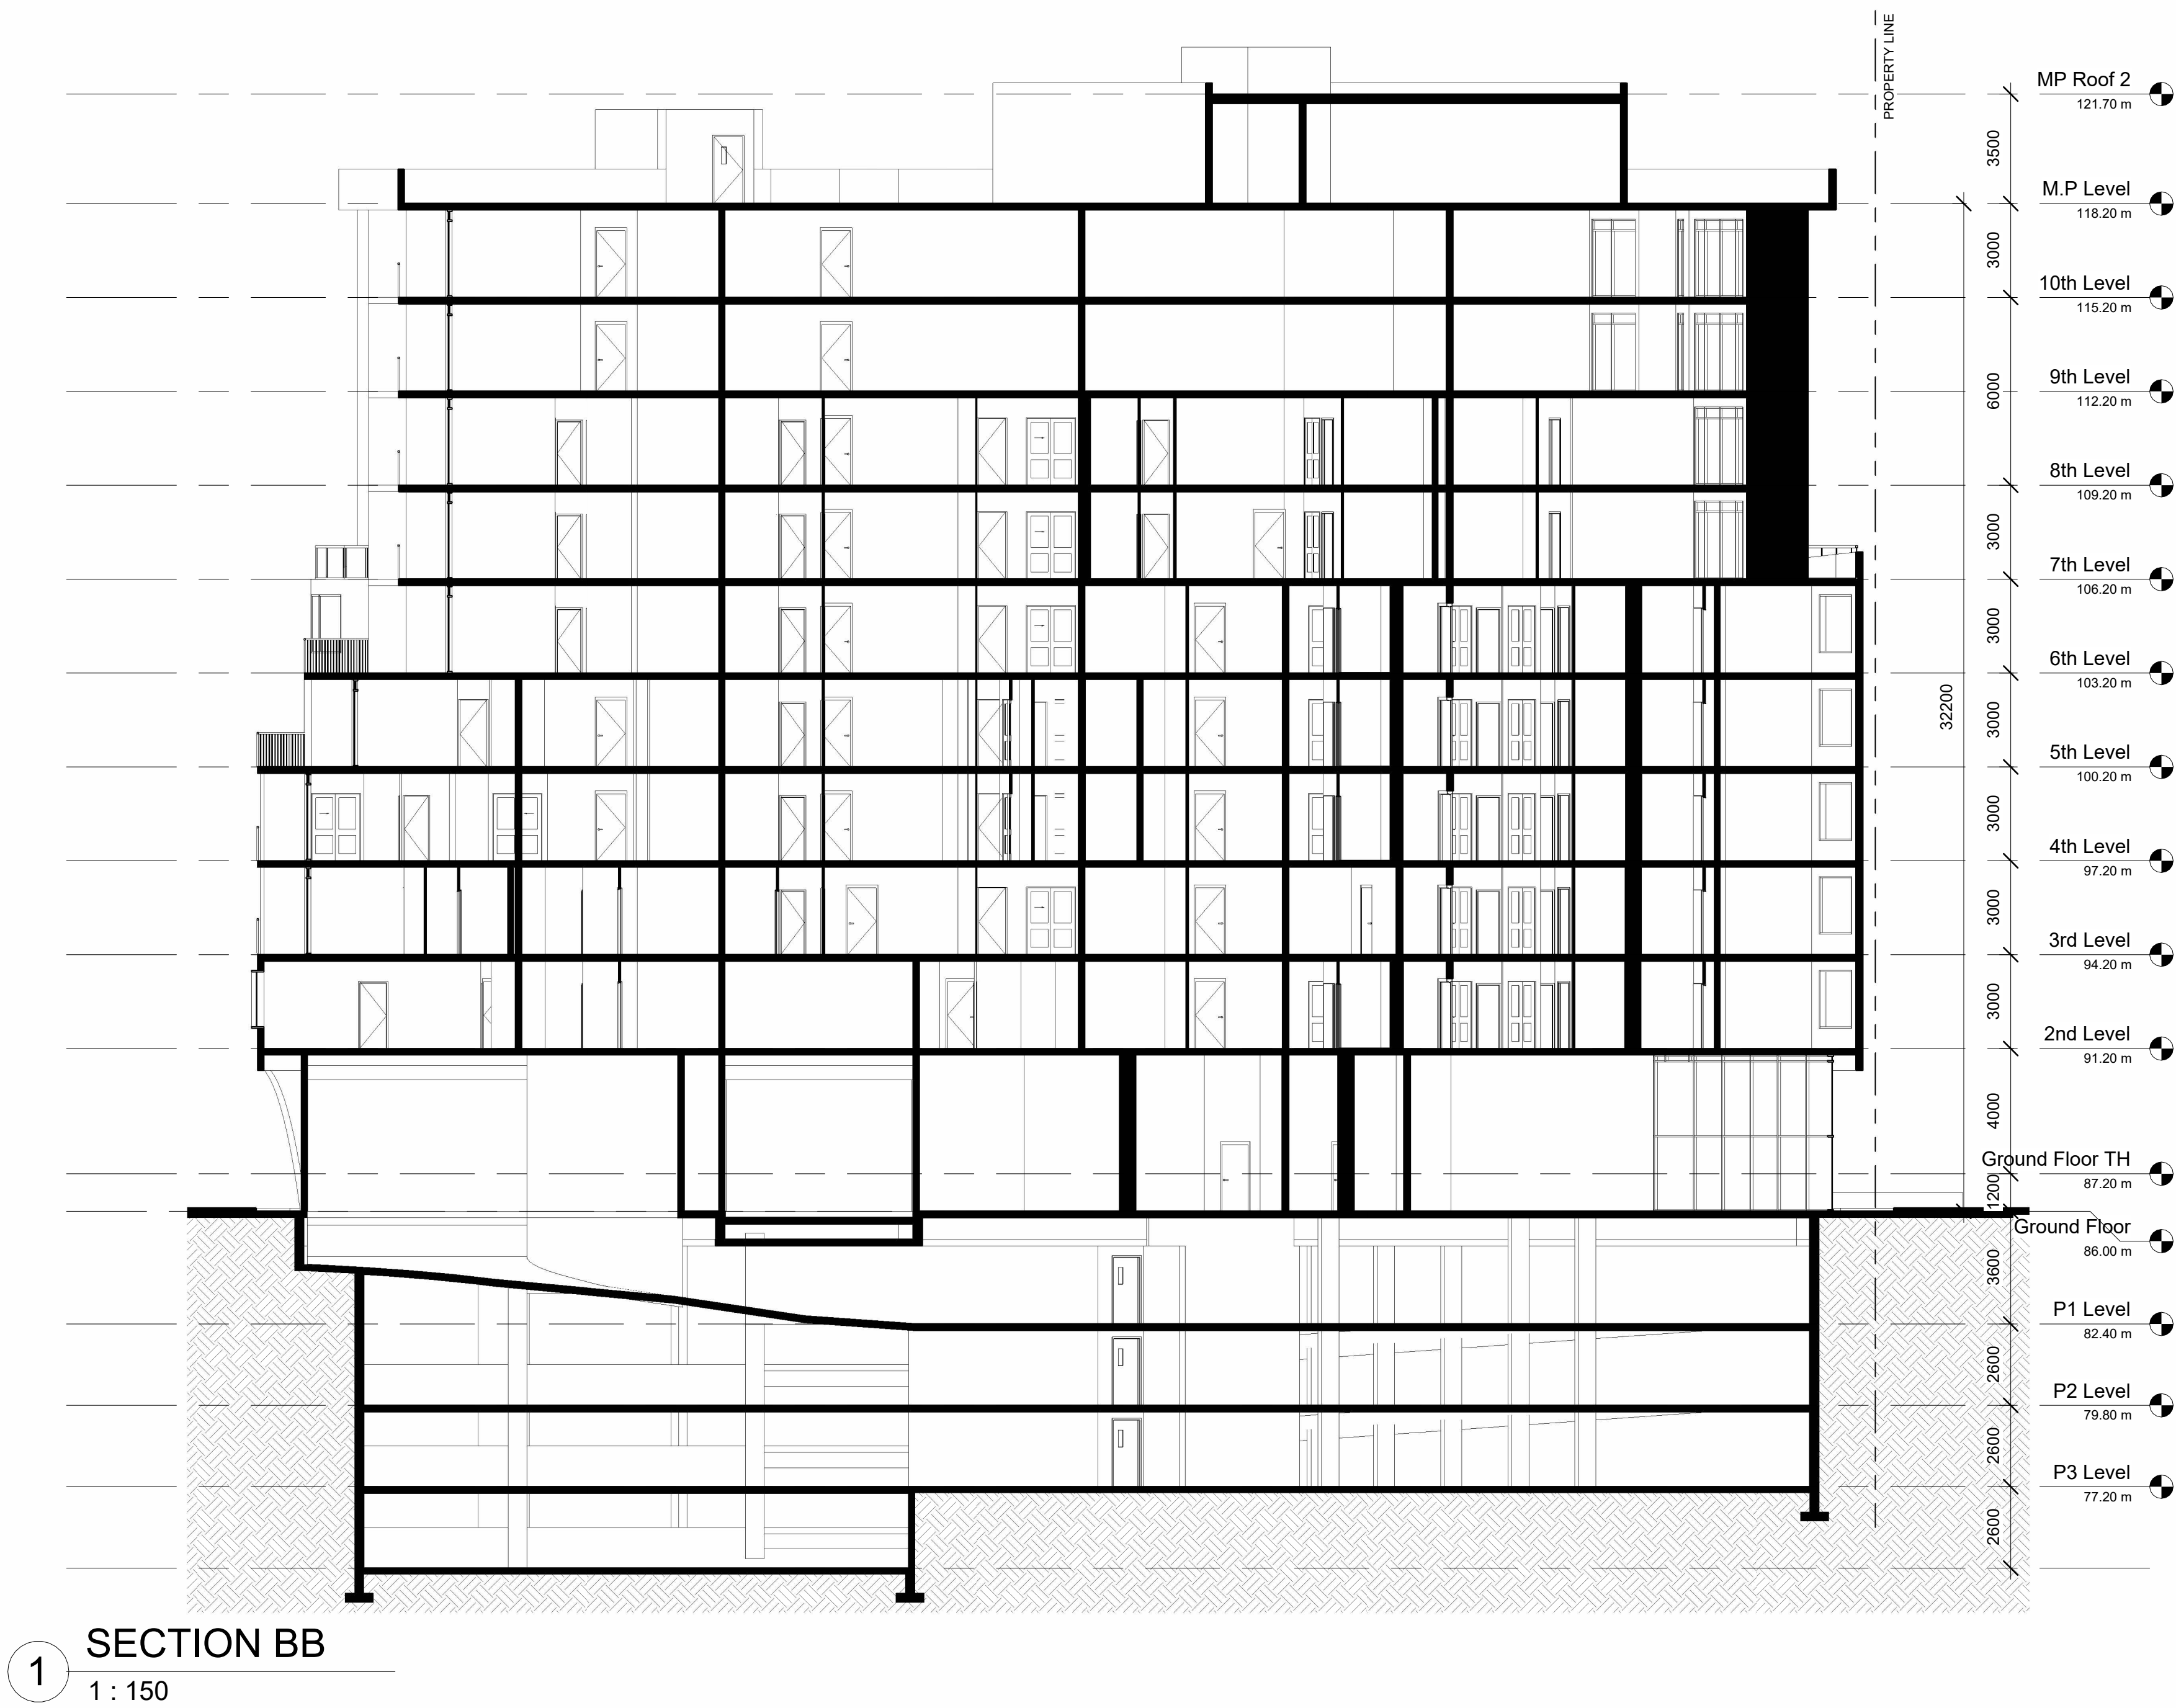 PROPERTY LINE
MP Roof 2
121.70 m
3500
M.P Level
118.20 m
3000
10th Level
115.20 m
9th Level
112.20 m
6000
8th Level
109.20 m
3000
7th Level
106.20 m
3000
6th Level
103.20 m
32200
3000
5th Level
100.20 m
3000
4th Level
97.20 m
3000
3rd Level
94.20 m
3000
2nd Level
91.20 m
4000
Ground Floor TH
87.20 m
1200
Ground Floor
86.00 m
3600
P1 Level
82.40 m
2600
P2 Level
79.80 m
2600
P3 Level
77.20 m
2600
1
SECTION BB
1 : 150